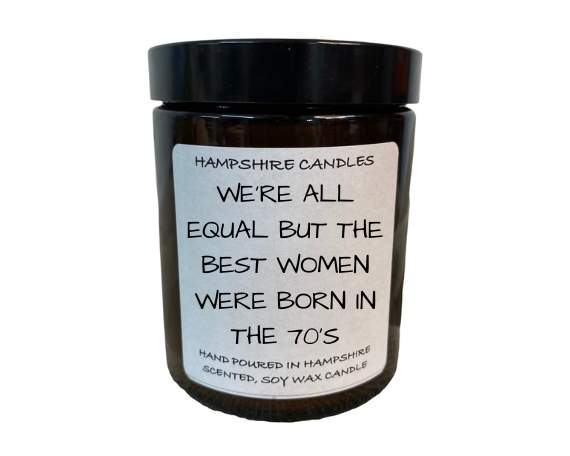 HAMPSHIRE CANDLES
WE'RE ALL
EQUAL BUT THE
BEST WOMEN
WERE BORN IN
THE 70'S
HAND POURED IN HAMPSHIRE
SCENTED, SOY WAX CANDLE